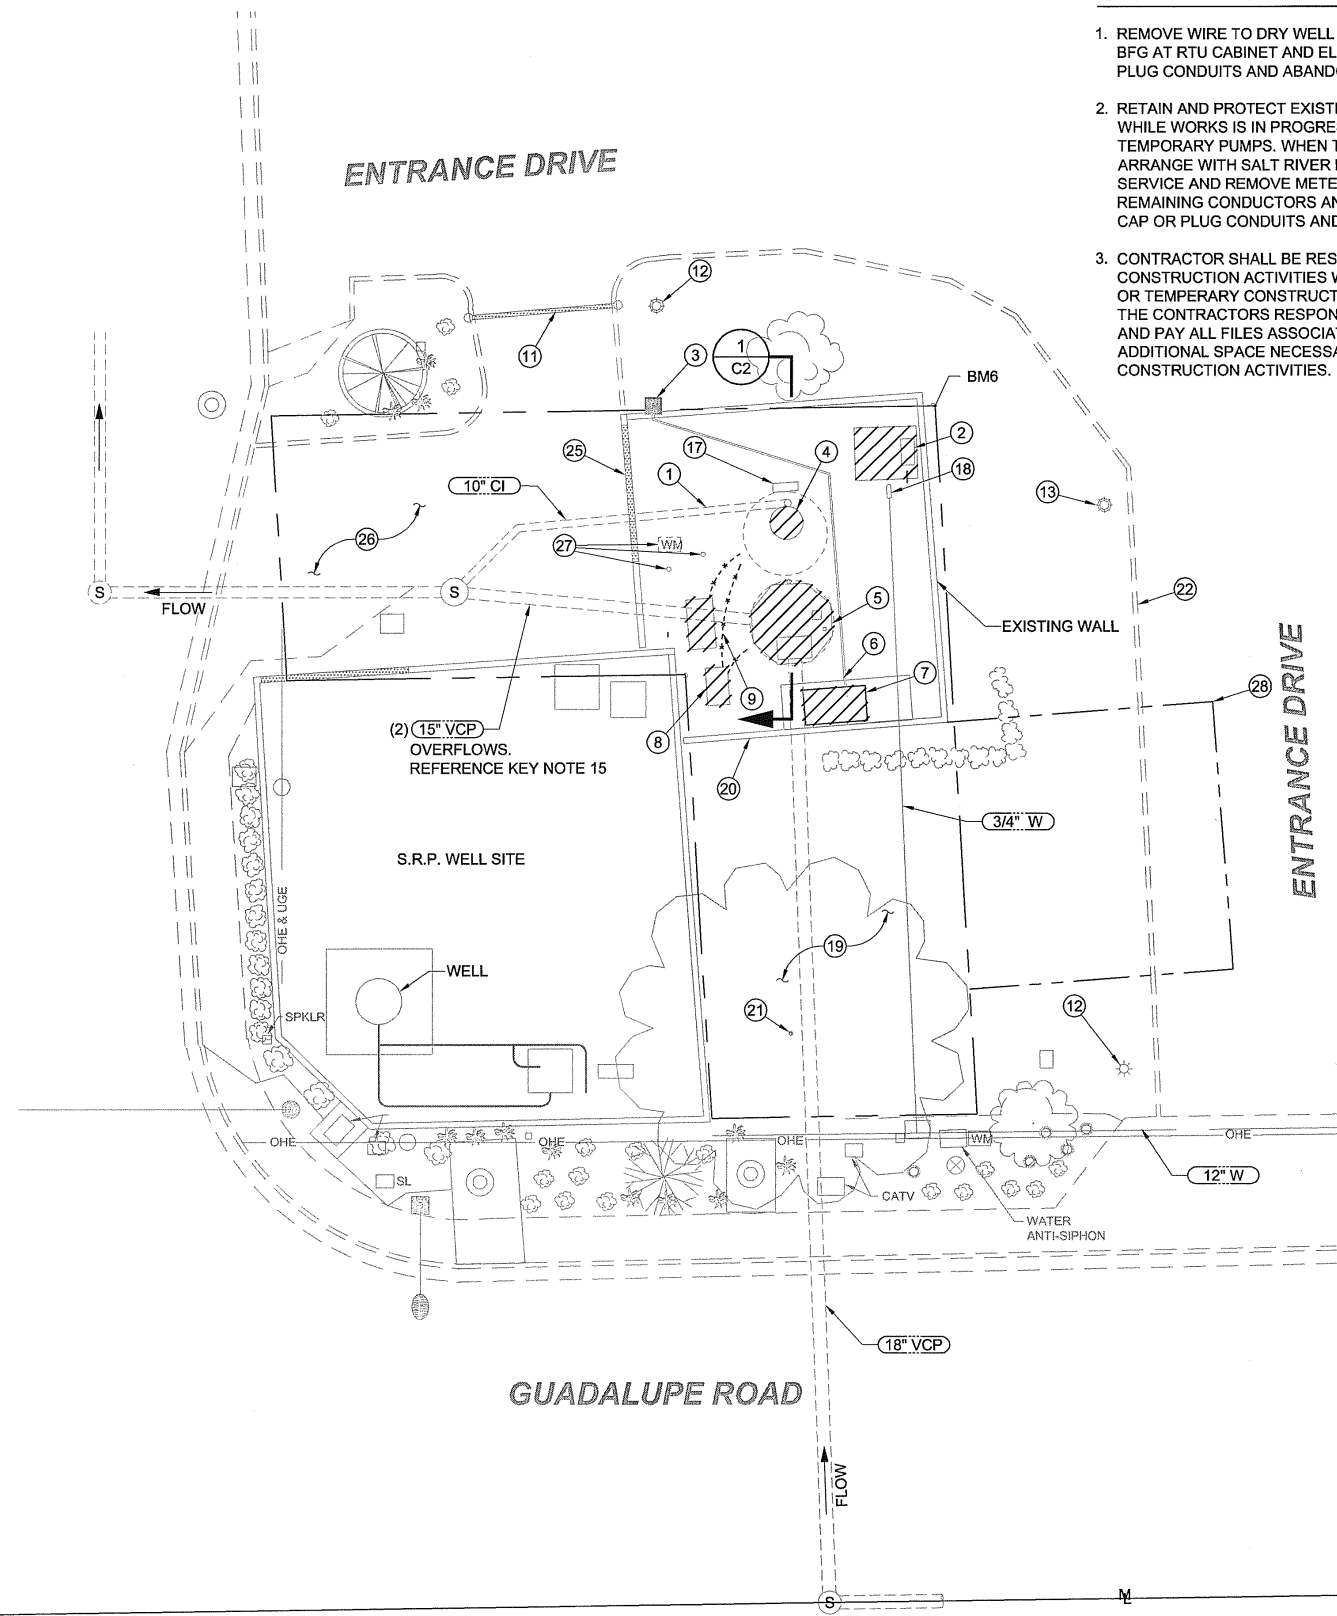 1. REMOVE WIRE TO DRY WELL
BFG AT RTU CABINET AND EL
PLUG CONDUITS AND ABAND
2. RETAIN AND PROTECT EXIST
WHILE WORKS IS IN PROGRE
TEMPORARY PUMPS. WHEN T
ARRANGE WITH SALT RIVER
SERVICE AND REMOVE METE
REMAINING CONDUCTORS AN
CAP OR PLUG CONDUITS AND
3. CONTRACTOR SHALL BE RES
CONSTRUCTION ACTIVITIES
OR TEMPERARY CONSTRUCT
THE CONTRACTORS RESPON
AND PAY ALL FILES ASSOCIA
ADDITIONAL SPACE NECESSA
CONSTRUCTION ACTIVITIES.
ENTRANCE DRIVE
12
11
3
1
C2
BM6
2
25
17
4
18
10" CI
1
13
26
27
WM
S
S
FLOW
5
22
EXISTING WALL
6
7
9
8
28
ENTRANCE DRIVE
(2) 15" VCP
OVERFLOWS.
REFERENCE KEY NOTE 15
20
3/4" W
S.R.P. WELL SITE
OHE & UGE
19
WELL
21
12
SPKLR
OHE
OHE
OHE
WM
OHE
SL
CATV
12" W
WATER
ANTI-SIPHON
18" VCP
GUADALUPE ROAD
FLOW
S